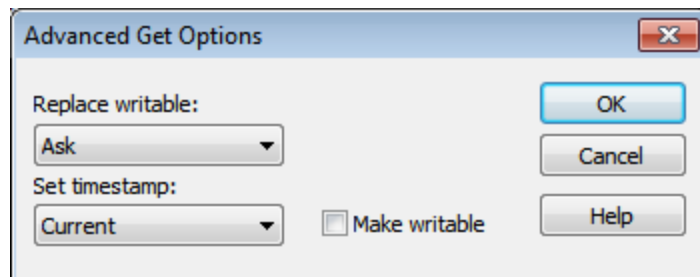 Advanced Get Options
Replace writable:
OK
Ask
Cancel
Set timestamp:
Current
Make writable
Help